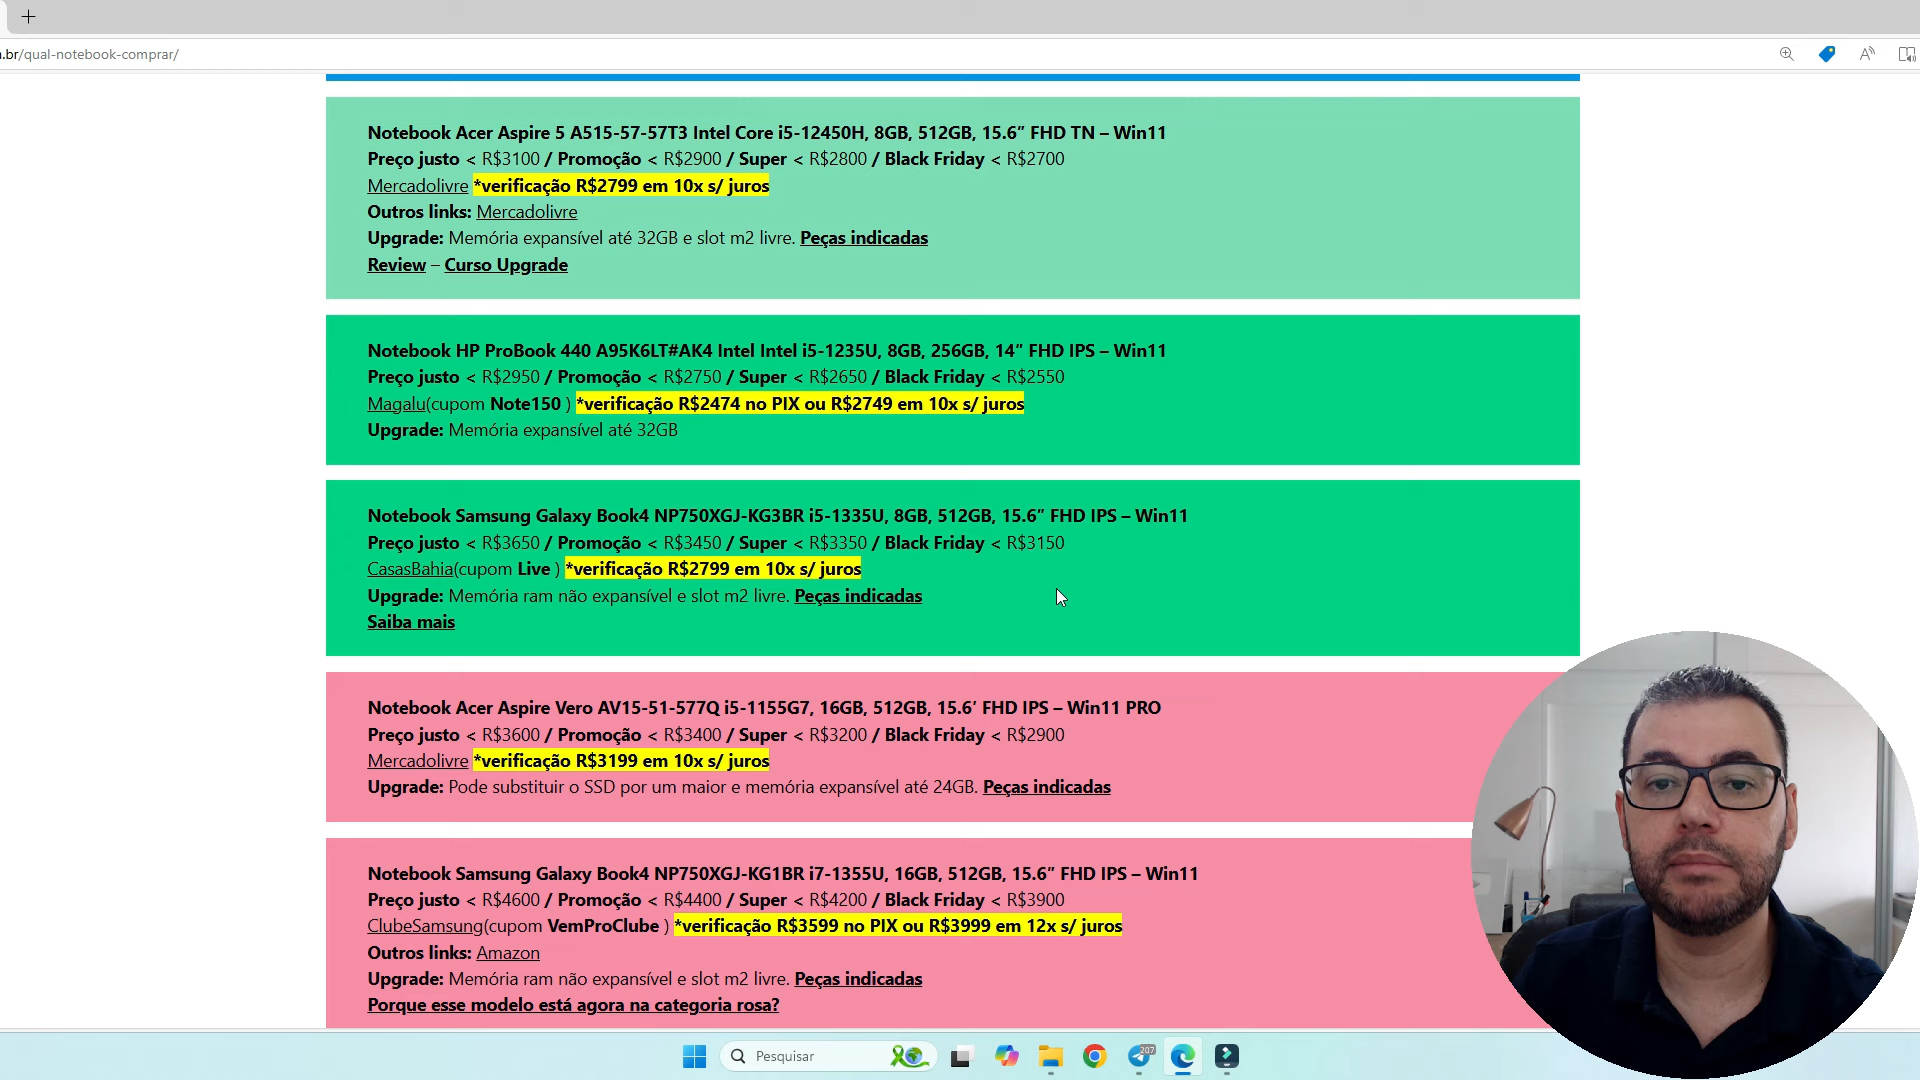 .br/qual-notebook-comprar/
Notebook Acer Aspire 5 A515-57-57T3 Intel Core i5-12450H, 8GB, 512GB, 15.6″ FHD TN – Win11
Preço justo < R$3100 / Promoção < R$2900 / Super < R$2800 / Black Friday < R$2700
Mercadolivre *verificação R$2799 em 10x s/ juros
Outros links: Mercadolivre
Upgrade: Memória expansível até 32GB e slot m2 livre. Peças indicadas
Review – Curso Upgrade
Notebook HP ProBook 440 A95K6LT#AK4 Intel Intel i5-1235U, 8GB, 256GB, 14″ FHD IPS – Win11
Preço justo < R$2950 / Promoção < R$2750 / Super < R$2650 / Black Friday < R$2550
Magalu(cupom Note150 ) *verificação R$2474 no PIX ou R$2749 em 10x s/ juros
Upgrade: Memória expansível até 32GB
Notebook Samsung Galaxy Book4 NP750XGJ-KG3BR i5-1335U, 8GB, 512GB, 15.6″ FHD IPS – Win11
Preço justo < R$3650 / Promoção < R$3450 / Super < R$3350 / Black Friday < R$3150
CasasBahia(cupom Live ) *verificação R$2799 em 10x s/ juros
Upgrade: Memória ram não expansível e slot m2 livre. Peças indicadas
Saiba mais
Notebook Acer Aspire Vero AV15-51-577Q i5-1155G7, 16GB, 512GB, 15.6′ FHD IPS – Win11 PRO
Preço justo < R$3600 / Promoção < R$3400 / Super < R$3200 / Black Friday < R$2900
Mercadolivre *verificação R$3199 em 10x s/ juros
Upgrade: Pode substituir o SSD por um maior e memória expansível até 24GB. Peças indicadas
Notebook Samsung Galaxy Book4 NP750XGJ-KG1BR i7-1355U, 16GB, 512GB, 15.6″ FHD IPS – Win11
Preço justo < R$4600 / Promoção < R$4400 / Super < R$4200 / Black Friday < R$3900
ClubeSamsung(cupom VemProClube ) *verificação R$3599 no PIX ou R$3999 em 12x s/ juros
Outros links: Amazon
Upgrade: Memória ram não expansível e slot m2 livre. Peças indicadas
Porque esse modelo está agora na categoria rosa?
Pesquisar
207